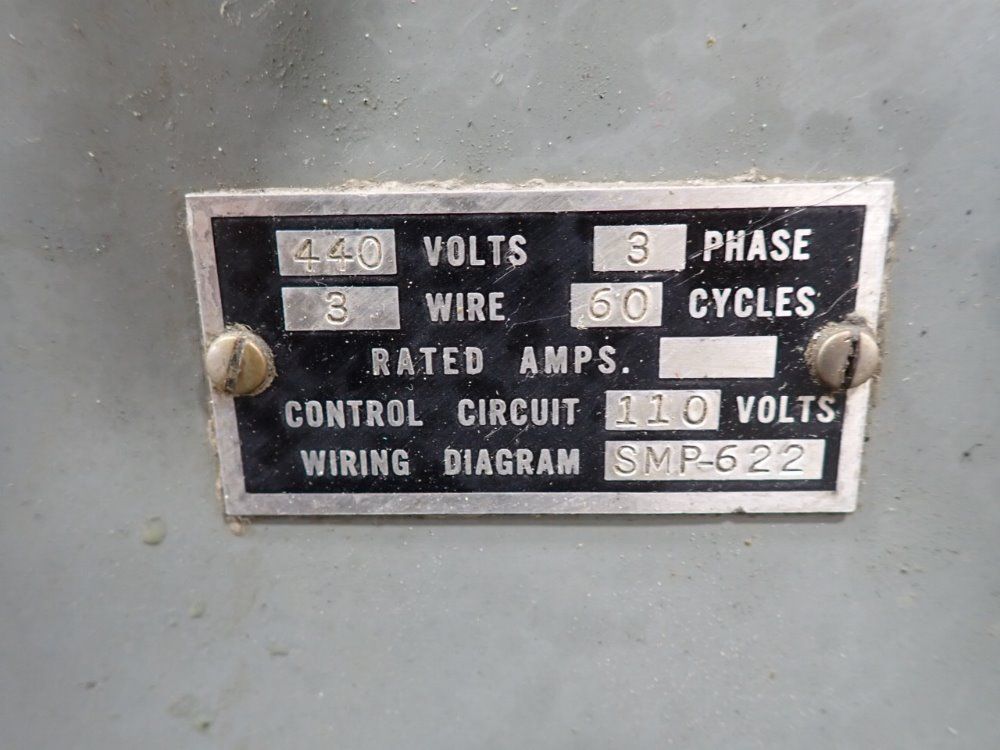 440 VOLTS 3 PHASE
3 WIRE 60 CYCLES
RATED AMPS.
CONTROL CIRCUIT 110 VOLTS
WIRING DIAGRAM SMP-622